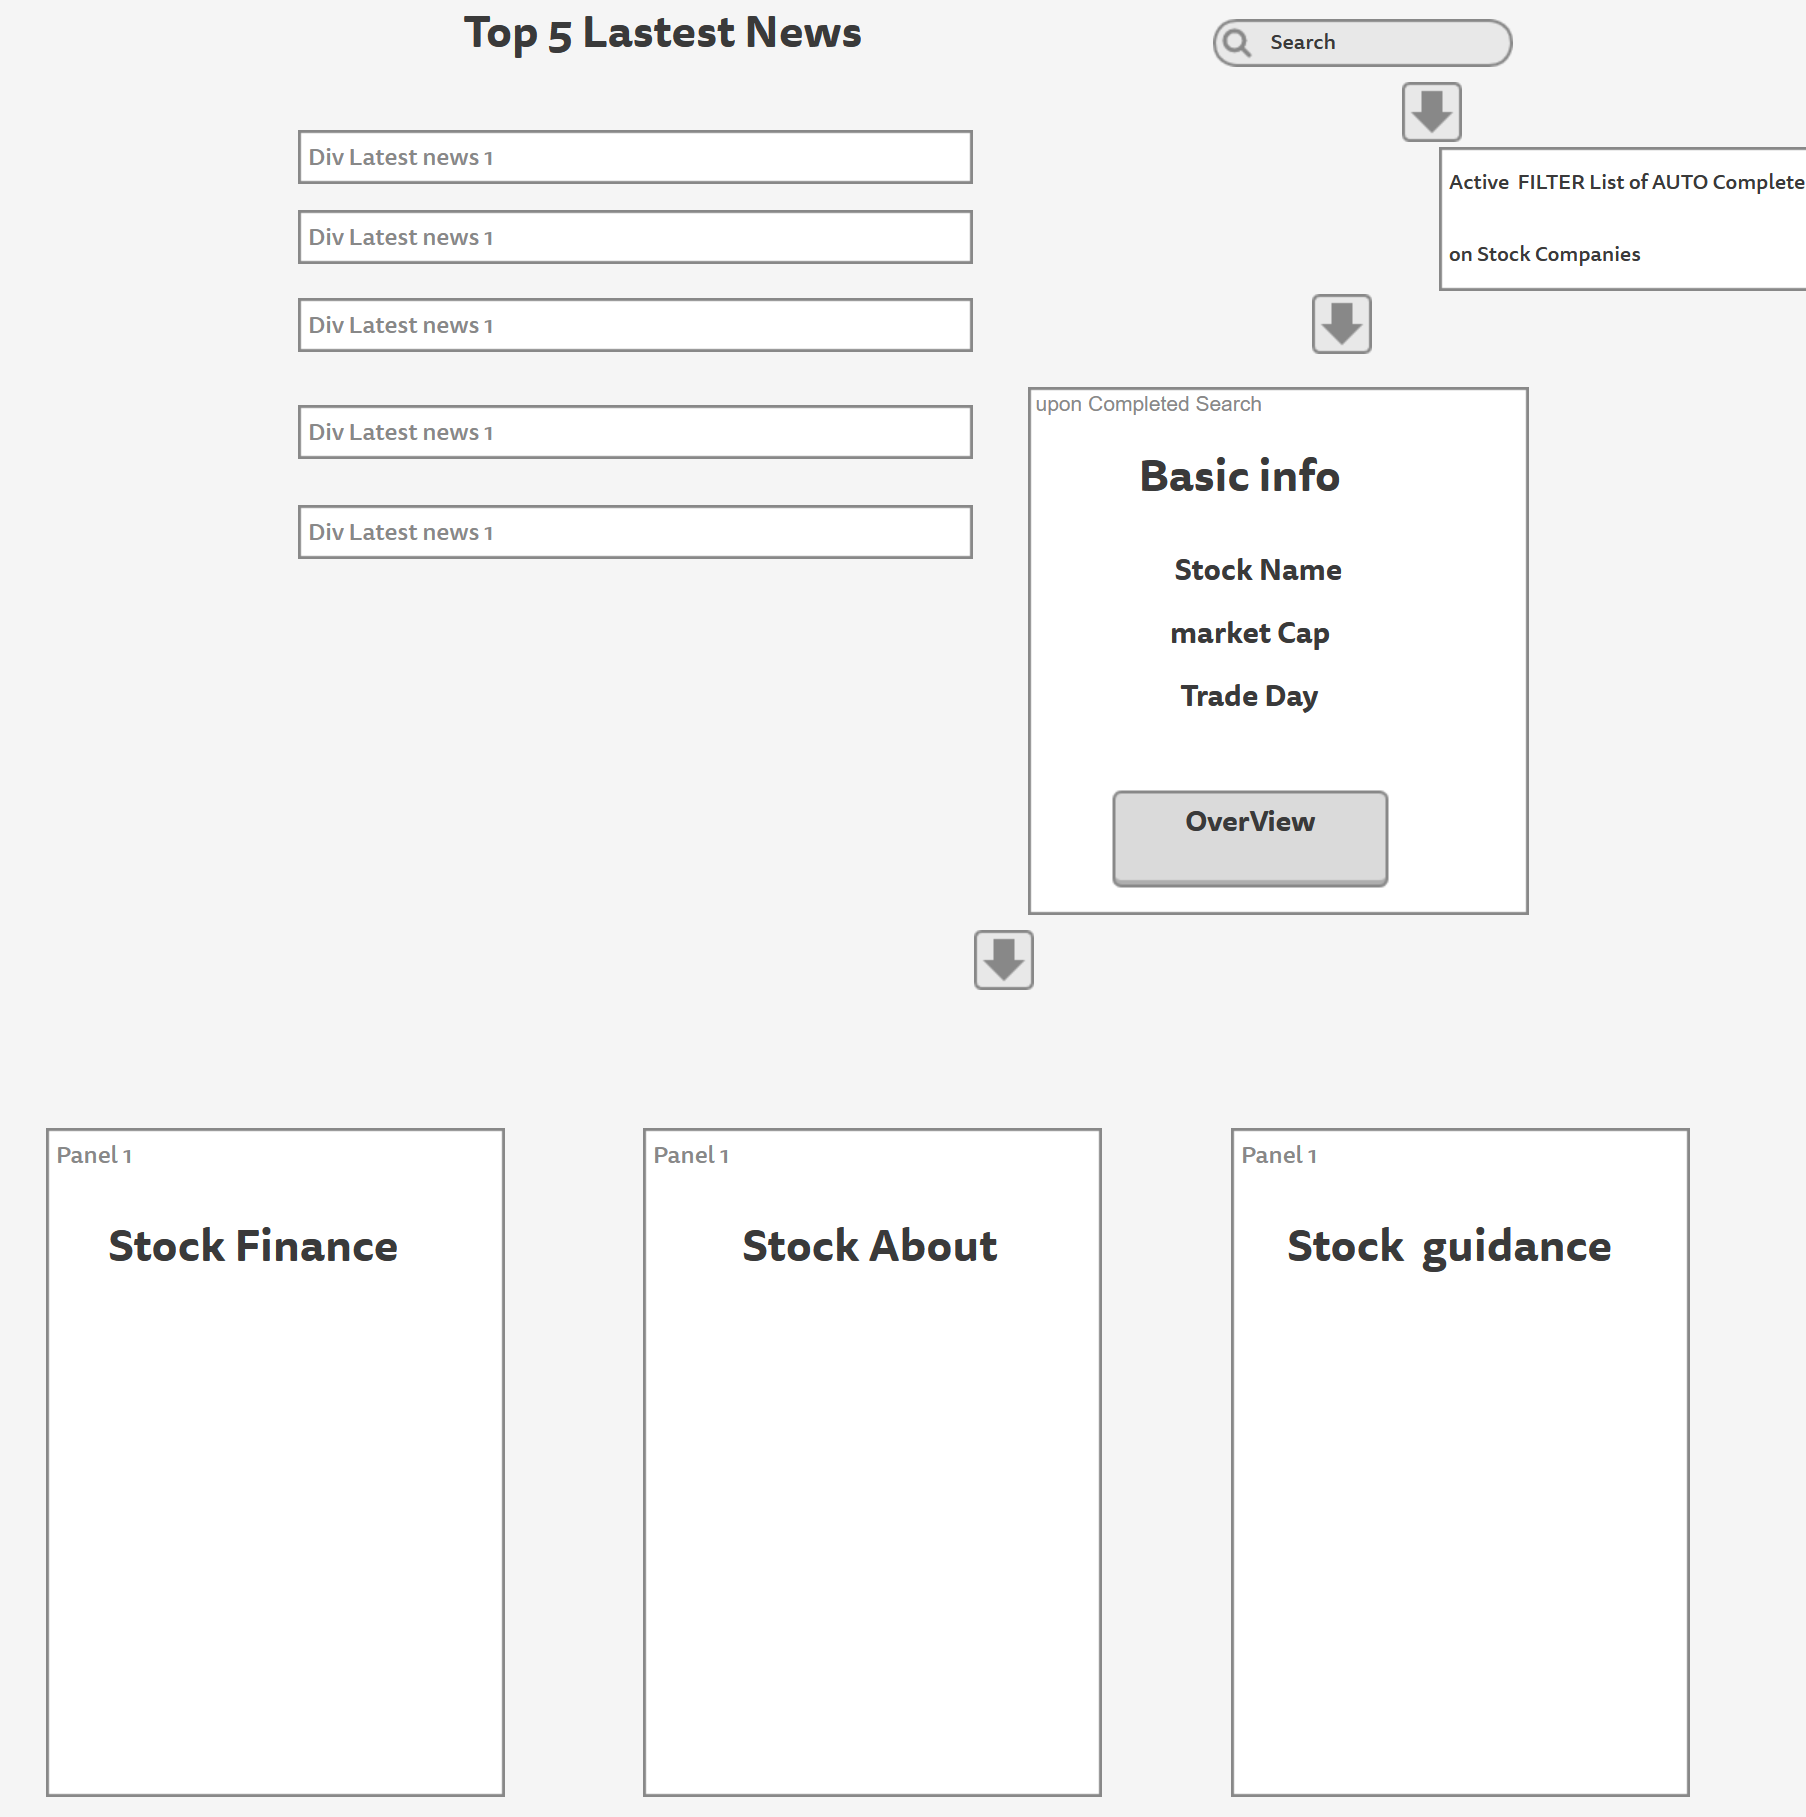 Top 5 Lastest News
Search
Div Latest news 1
Div Latest news 1
Div Latest news 1
Div Latest news 1
Div Latest news 1
Active  FILTER List of AUTO Complete
on Stock Companies
upon Completed Search
Basic info
Stock Name
market Cap
Trade Day
OverView
Panel 1
Stock Finance
Panel 1
Stock About
Panel 1
Stock  guidance